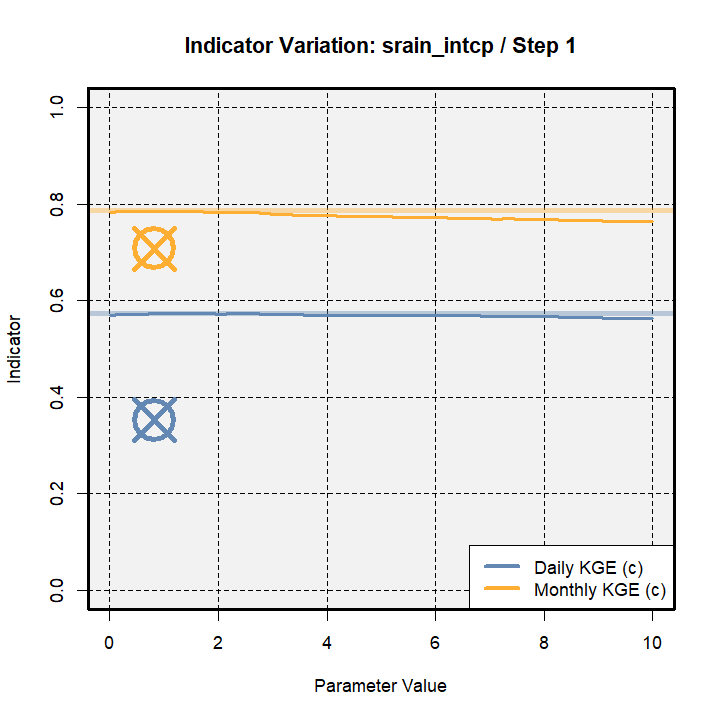 Indicator Variation: srain_intcp / Step 1
Indicator
1.0
0.8
0.6
0.4
0.2
0.0
Daily KGE (c)
Monthly KGE (c)
0 2 4 6 8 10
Parameter Value